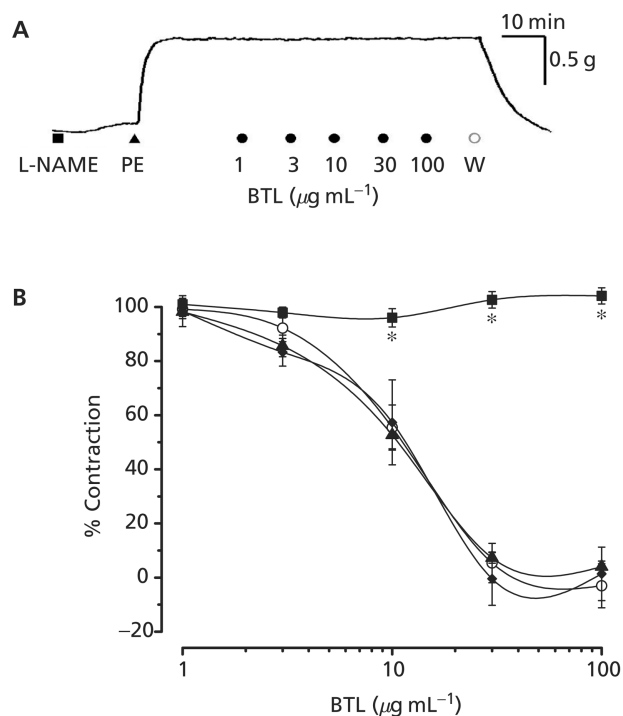 A
10 min
0.5 g
L-NAME PE 1 3 10 30 100 W
BTL (µg mL⁻¹)
B
100
80
60
40
20
0
−20
% Contraction
* * *
1 10 100
BTL (µg mL⁻¹)